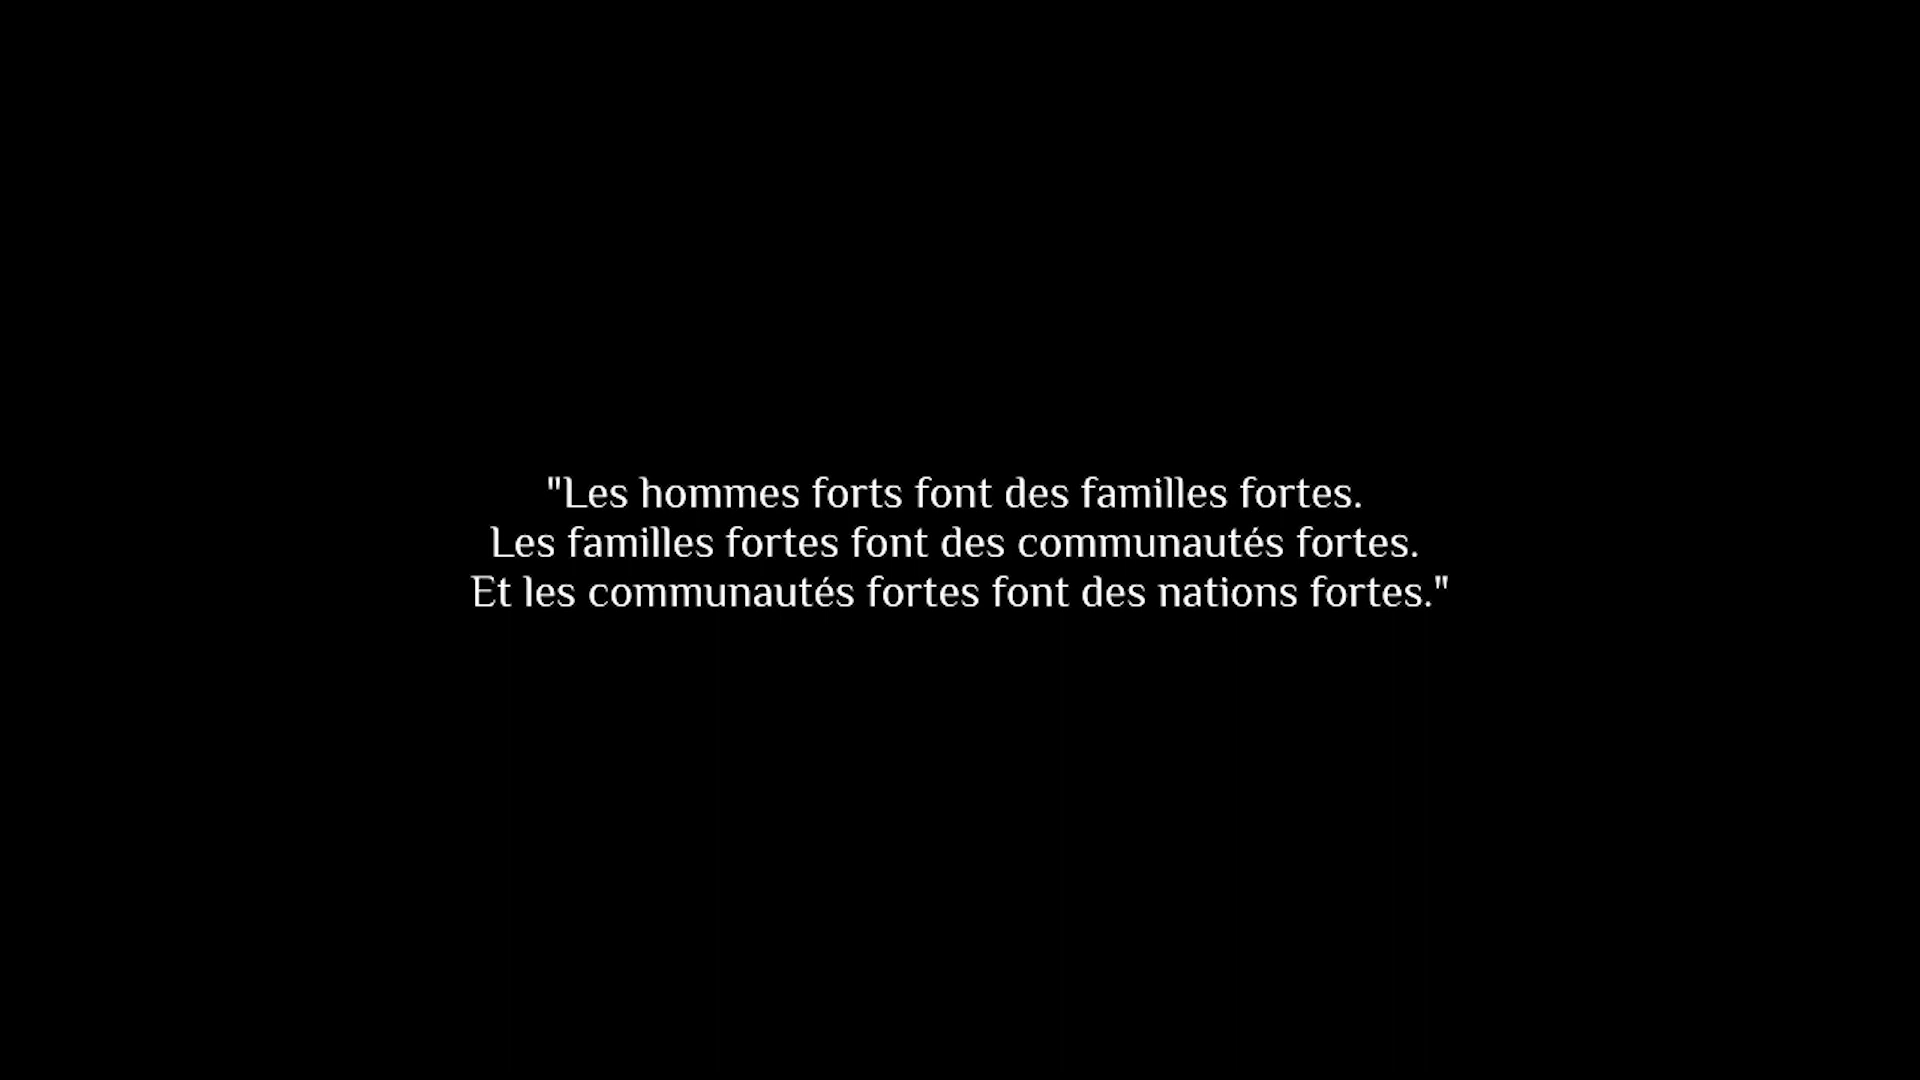 "Les hommes forts font des familles fortes.
Les familles fortes font des communautés fortes.
Et les communautés fortes font des nations fortes."